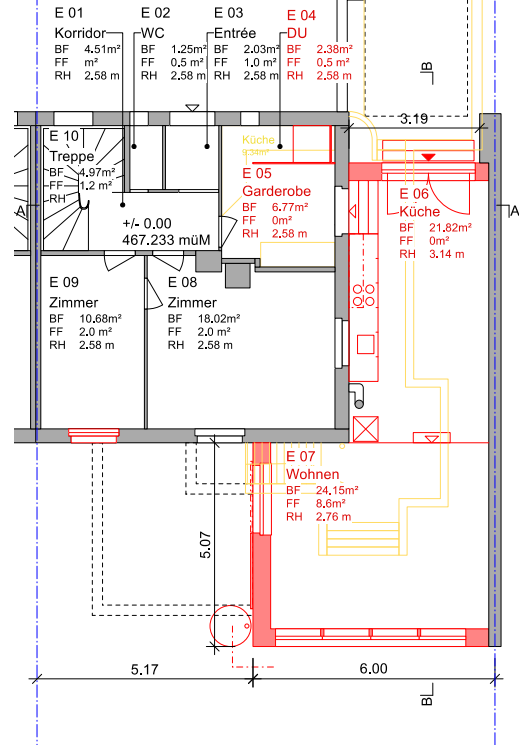 E 01
Korridor
BF 4.51m²
FF m²
RH 2.58 m
E 02
WC
BF 1.25m²
FF 0.5 m²
RH 2.58 m
E 03
Entrée
BF 2.03m²
FF 1.0 m²
RH 2.58 m
E 04
DU
BF 2.38m²
FF 0.5 m²
RH 2.58 m
B
3.19
E 10
Treppe
BF 4.97m²
FF 1.2 m²
RH
Küche
E 05
Garderobe
BF 6.77m²
FF 0m²
RH 2.58 m
E 06
Küche
BF 21.82m²
FF 0m²
RH 3.14 m
A
A
+/- 0.00
467.233 müM
E 09
Zimmer
BF 10.68m²
FF 2.0 m²
RH 2.58 m
E 08
Zimmer
BF 18.02m²
FF 2.0 m²
RH 2.58 m
E 07
Wohnen
BF 24.15m²
FF 8.6m²
RH 2.76 m
5.07
5.17
6.00
B